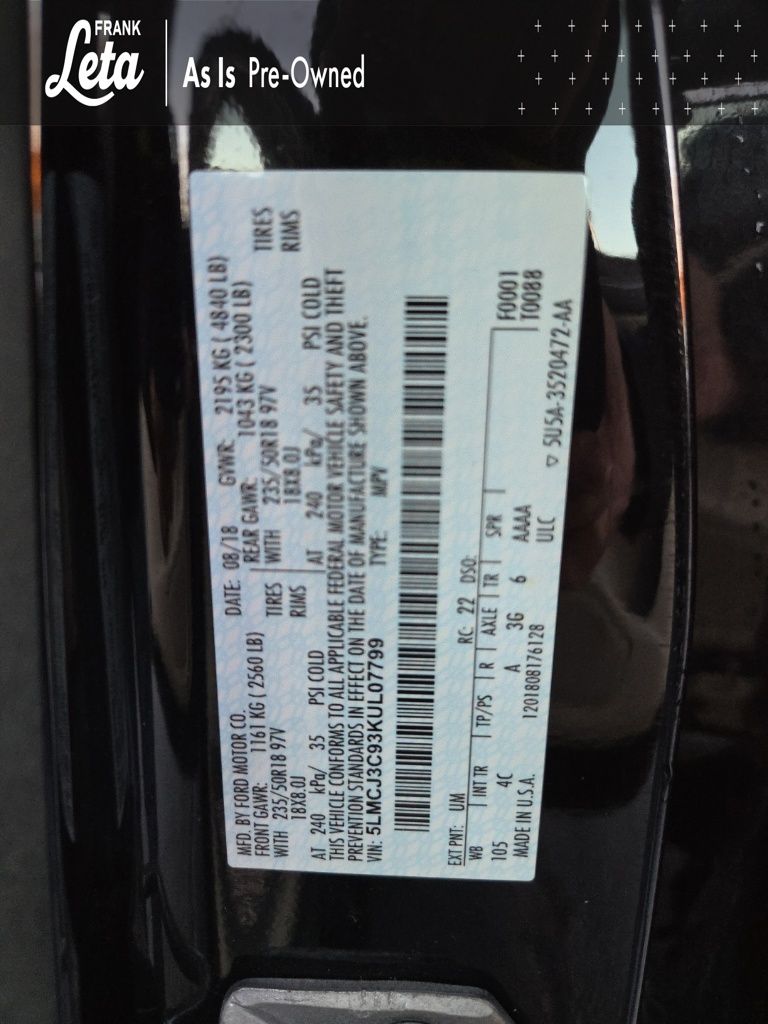 FRANK
Leta
As Is Pre-Owned
MFD. BY FORD MOTOR CO.
DATE: 08/18 GVWR: 2195 KG ( 4840 LB)
FRONT GAWR: 1161 KG ( 2560 LB)
REAR GAWR: 1043 KG ( 2300 LB)
WITH 235/50R18 97V TIRES
WITH 235/50R18 97V TIRES
18X8.0J RIMS
18X8.0J RIMS
AT 240 kPa/ 35 PSI COLD
AT 240 kPa/ 35 PSI COLD
THIS VEHICLE CONFORMS TO ALL APPLICABLE FEDERAL MOTOR VEHICLE SAFETY AND THEFT
PREVENTION STANDARDS IN EFFECT ON THE DATE OF MANUFACTURE SHOWN ABOVE.
VIN: 5LMCJ3C93KUL07799 TYPE: MPV
EXT PNT: UM RC: 22 DSO:
WB INT TR TP/PS R AXLE TR SPR F0001
T0088
105 4C A 3G 6 AAAA
MADE IN U.S.A. 1201808176128 ULC
▽ 5U5A-3520472-AA